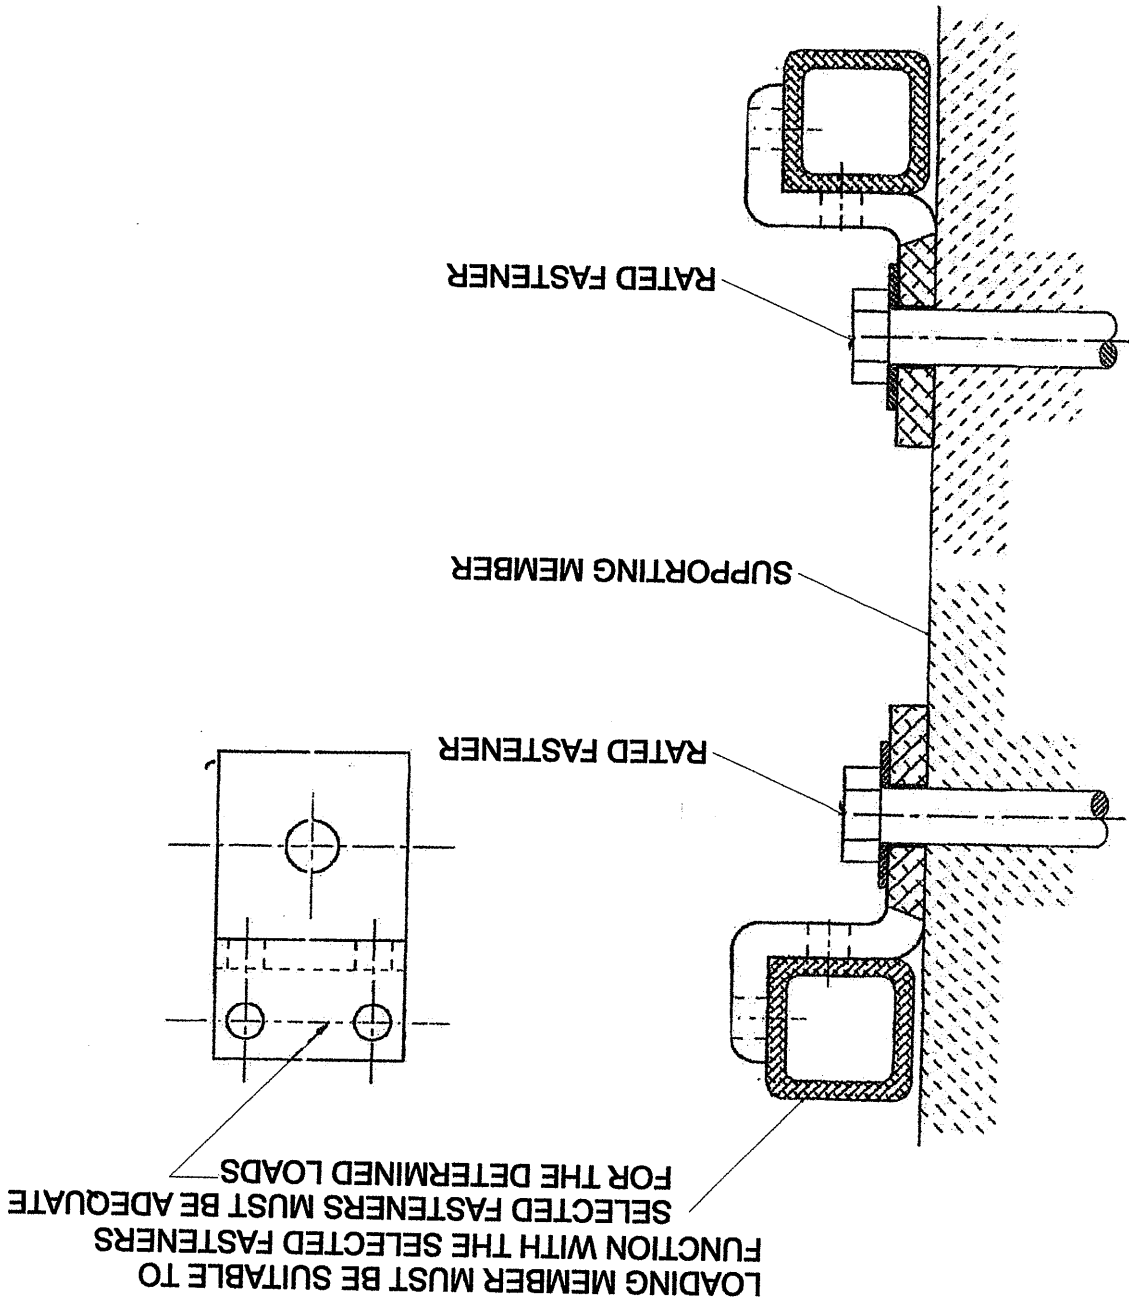 LOADING MEMBER MUST BE SUITABLE TO
FUNCTION WITH THE SELECTED FASTENERS
SELECTED FASTENERS MUST BE ADEQUATE
FOR THE DETERMINED LOADS
RATED FASTENER
SUPPORTING MEMBER
RATED FASTENER